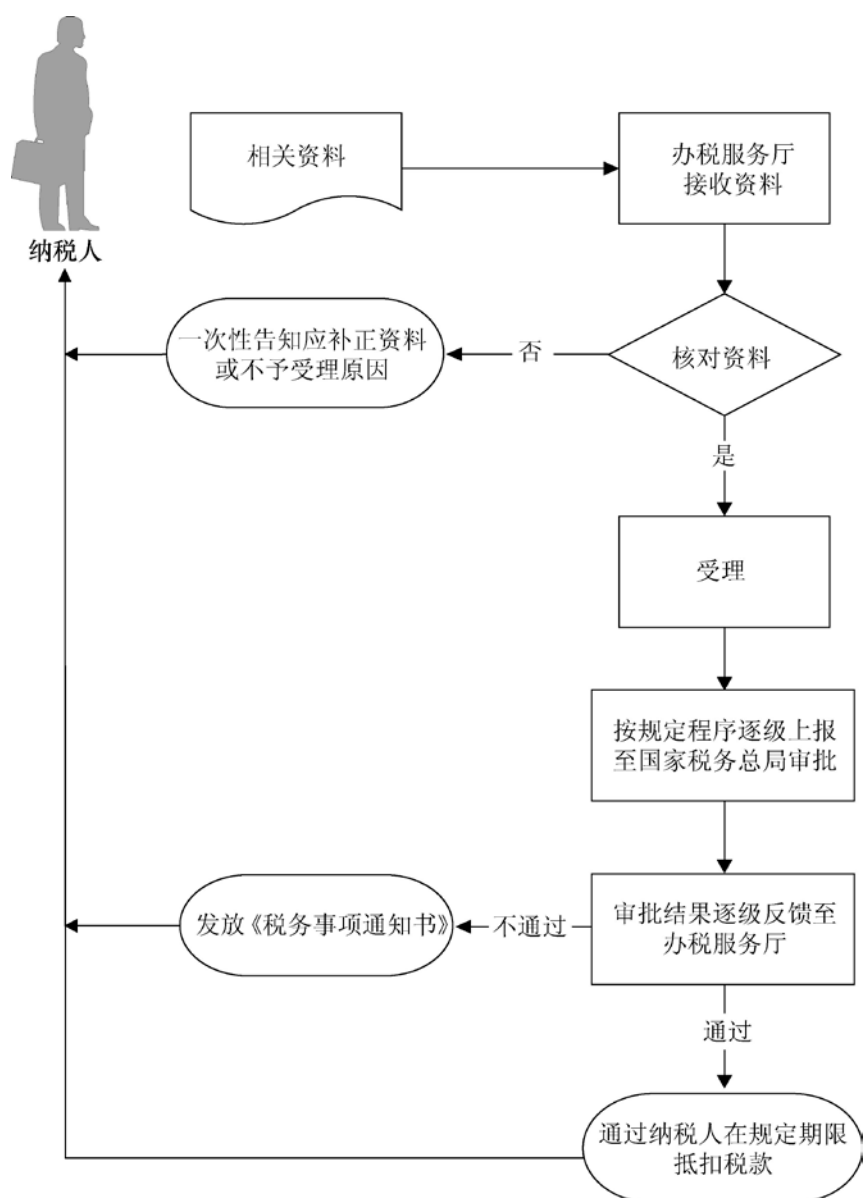 相关资料
办税服务厅
接收资料
纳税人
一次性告知应补正资料
或不予受理原因
否
核对资料
是
受理
按规定程序逐级上报
至国家税务总局审批
发放《税务事项通知书》
不通过
审批结果逐级反馈至
办税服务厅
通过
通过纳税人在规定期限
抵扣税款